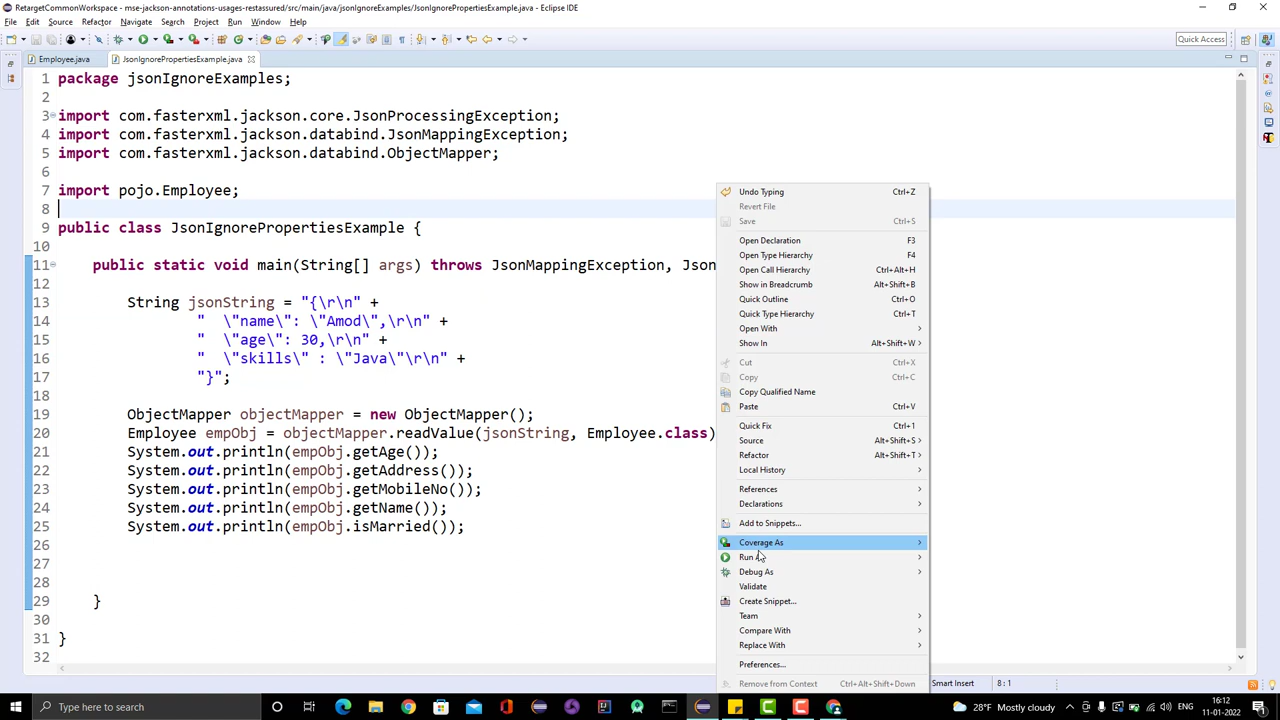 RetargetCommonWorkspace - mse-jackson-annotations-usages-restassured/src/main/java/jsonIgnoreExamples/JsonIgnorePropertiesExample.java - Eclipse IDE
File Edit Source Refactor Navigate Search Project Run Window Help
Quick Access
Employee.java JsonIgnorePropertiesExample.java
1 package jsonIgnoreExamples;
2
3 import com.fasterxml.jackson.core.JsonProcessingException;
4 import com.fasterxml.jackson.databind.JsonMappingException;
5 import com.fasterxml.jackson.databind.ObjectMapper;
6
7 import pojo.Employee;
8
9 public class JsonIgnorePropertiesExample {
10
11 public static void main(String[] args) throws JsonMappingException, Json
12
13 String jsonString = "{\r\n" +
14 " \"name\": \"Amod\",\r\n" +
15 " \"age\": 30,\r\n" +
16 " \"skills\" : \"Java\"\r\n" +
17 "}";
18
19 ObjectMapper objectMapper = new ObjectMapper();
20 Employee empObj = objectMapper.readValue(jsonString, Employee.class)
21 System.out.println(empObj.getAge());
22 System.out.println(empObj.getAddress());
23 System.out.println(empObj.getMobileNo());
24 System.out.println(empObj.getName());
25 System.out.println(empObj.isMarried());
26
27
28
29 }
30
31 }
32
Undo Typing Ctrl+Z
Revert File
Save Ctrl+S
Open Declaration F3
Open Type Hierarchy F4
Open Call Hierarchy Ctrl+Alt+H
Show in Breadcrumb Alt+Shift+B
Quick Outline Ctrl+O
Quick Type Hierarchy Ctrl+T
Open With
Show In Alt+Shift+W
Cut Ctrl+X
Copy Ctrl+C
Copy Qualified Name
Paste Ctrl+V
Quick Fix Ctrl+1
Source Alt+Shift+S
Refactor Alt+Shift+T
Local History
References
Declarations
Add to Snippets...
Coverage As
Run
Debug As
Validate
Create Snippet...
Team
Compare With
Replace With
Preferences...
Remove from Context Ctrl+Alt+Shift+Down
Smart Insert 8 : 1
Type here to search
28°F Mostly cloudy
16:12
11-01-2022